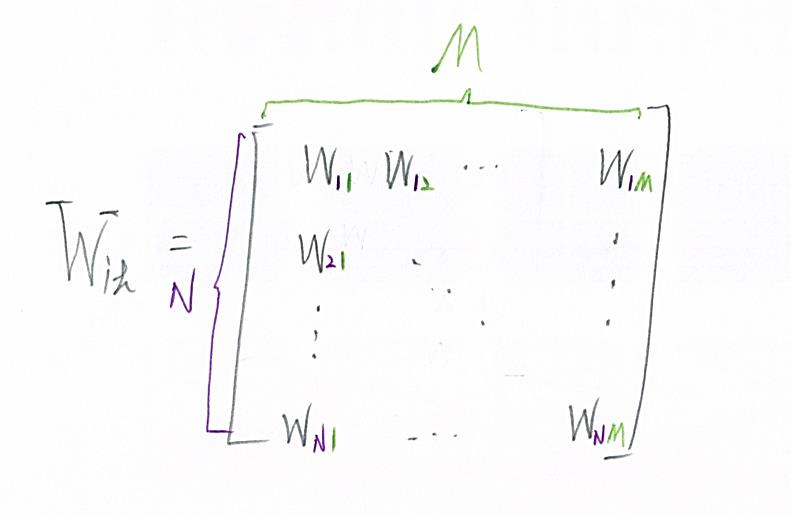 M
W11 W12 ... W1M
Wih =
W21
N
WN1 ... WNM